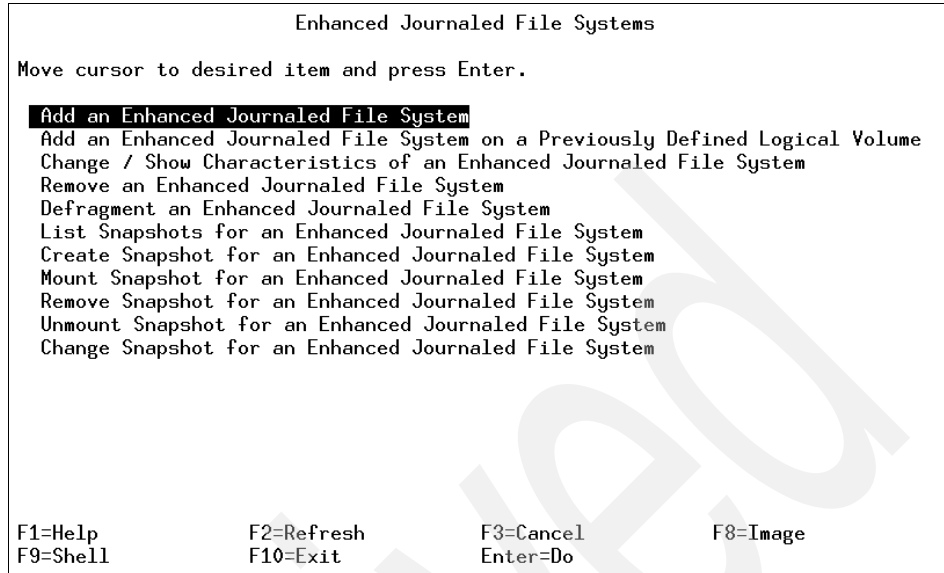 Enhanced Journaled File Systems
Move cursor to desired item and press Enter.
Add an Enhanced Journaled File System
Add an Enhanced Journaled File System on a Previously Defined Logical Volume
Change / Show Characteristics of an Enhanced Journaled File System
Remove an Enhanced Journaled File System
Defragment an Enhanced Journaled File System
List Snapshots for an Enhanced Journaled File System
Create Snapshot for an Enhanced Journaled File System
Mount Snapshot for an Enhanced Journaled File System
Remove Snapshot for an Enhanced Journaled File System
Unmount Snapshot for an Enhanced Journaled File System
Change Snapshot for an Enhanced Journaled File System
F1=Help F2=Refresh F3=Cancel F8=Image
F9=Shell F10=Exit Enter=Do